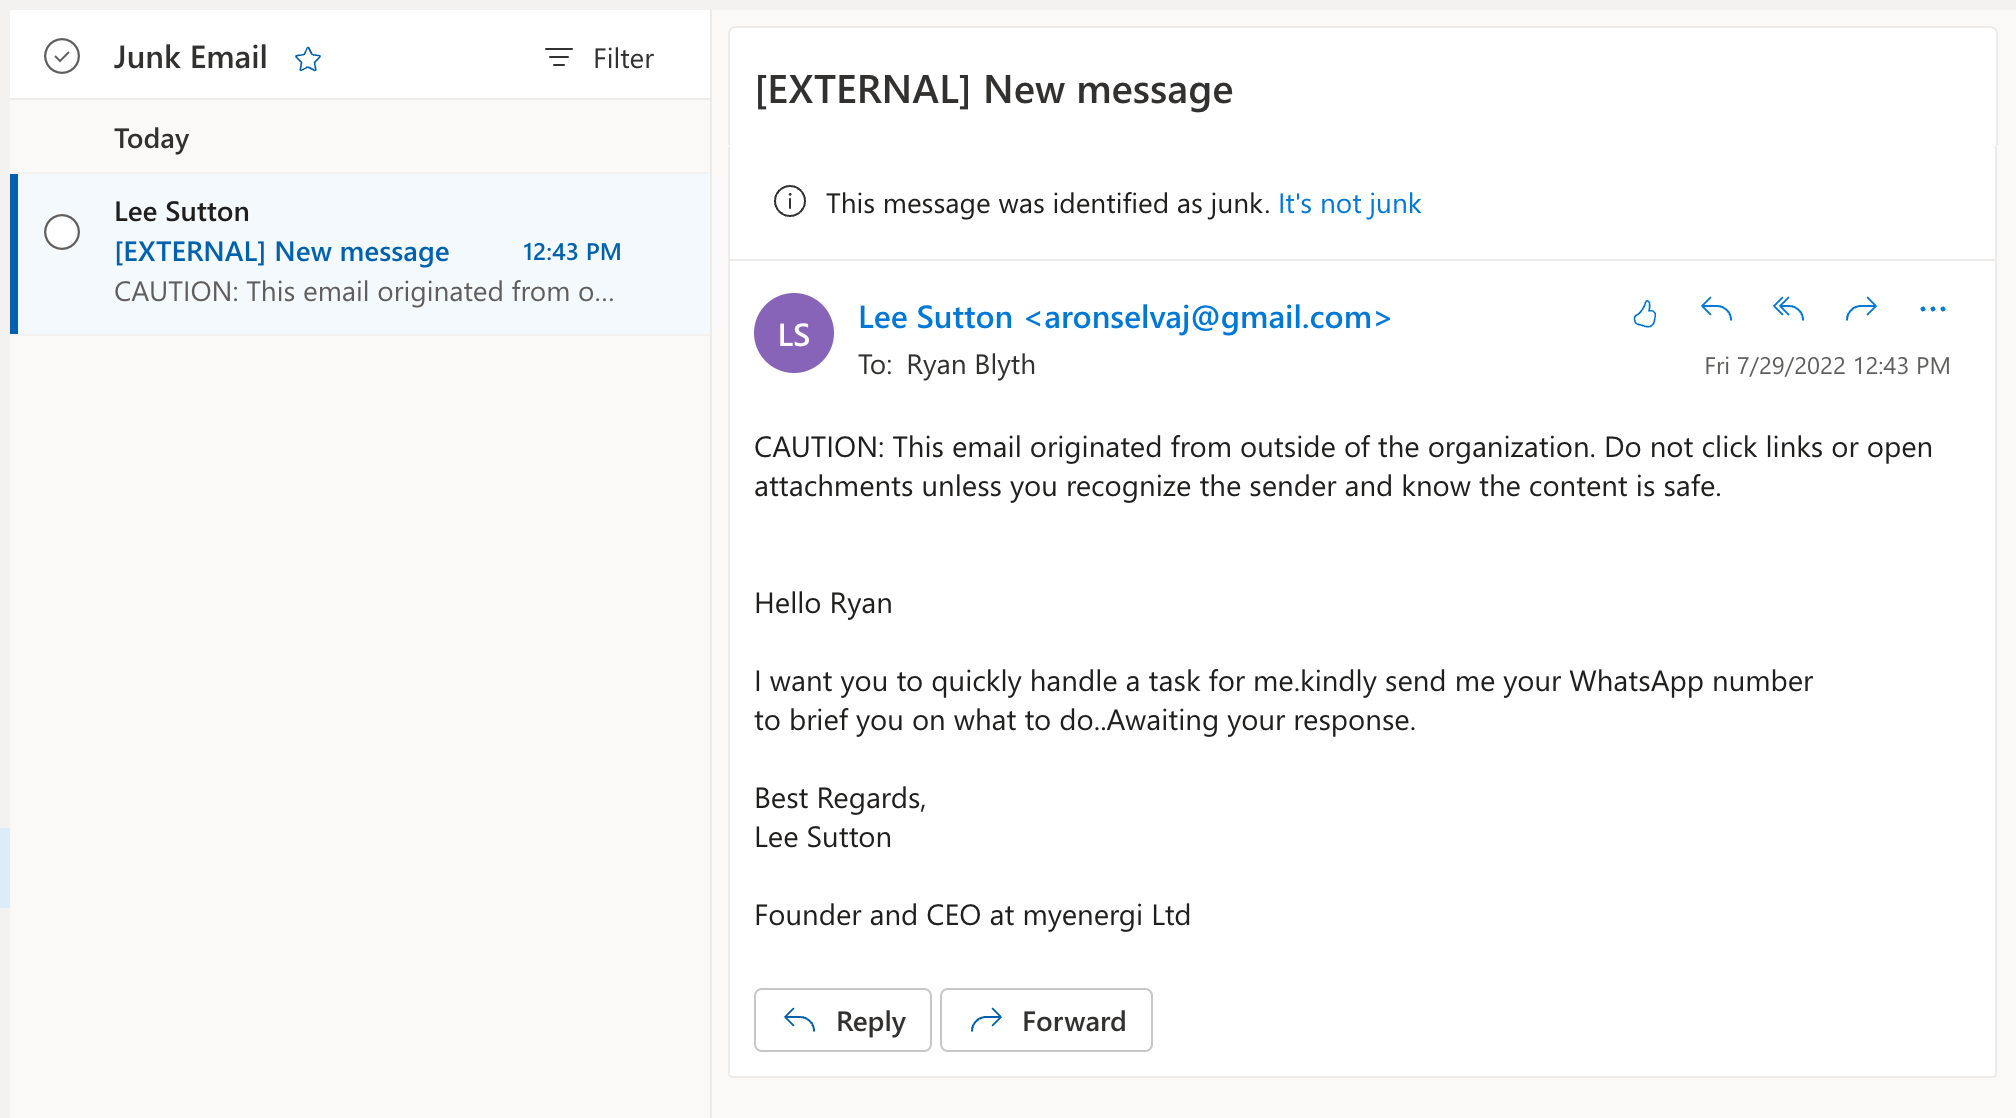 Junk Email
Filter
Today
Lee Sutton
[EXTERNAL] New message 12:43 PM
CAUTION: This email originated from o...
[EXTERNAL] New message
This message was identified as junk. It's not junk
LS
Lee Sutton <aronselvaj@gmail.com>
To: Ryan Blyth
Fri 7/29/2022 12:43 PM
CAUTION: This email originated from outside of the organization. Do not click links or open
attachments unless you recognize the sender and know the content is safe.
Hello Ryan
I want you to quickly handle a task for me.kindly send me your WhatsApp number
to brief you on what to do..Awaiting your response.
Best Regards,
Lee Sutton
Founder and CEO at myenergi Ltd
Reply
Forward